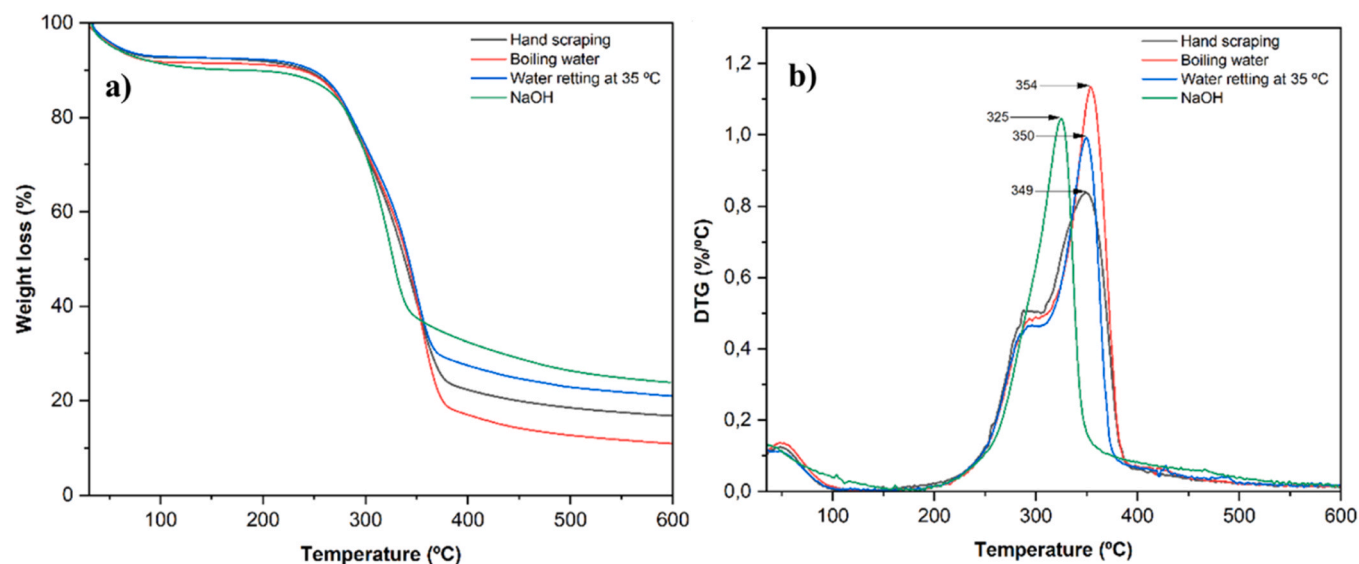 a)
Hand scraping
Boiling water
Water retting at 35 ºC
NaOH
Weight loss (%)
100
80
60
40
20
0
100
200
300
400
500
600
Temperature (ºC)
b)
Hand scraping
Boiling water
Water retting at 35 ºC
NaOH
354
325
350
349
DTG (%/ºC)
1,2
1,0
0,8
0,6
0,4
0,2
0,0
100
200
300
400
500
600
Temperature (ºC)